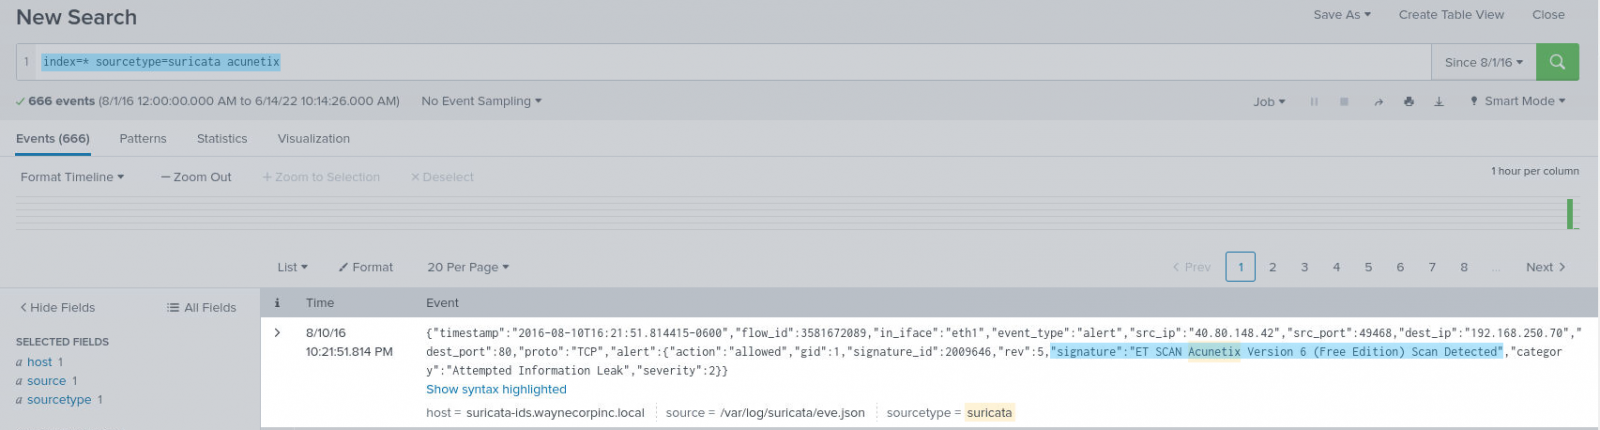 New Search
Save As ▾ Create Table View Close
1 index=* sourcetype=suricata acunetix
Since 8/1/16 ▾
✓ 666 events (8/1/16 12:00:00.000 AM to 6/14/22 10:14:26.000 AM) No Event Sampling ▾
Job ▾ Smart Mode ▾
Events (666) Patterns Statistics Visualization
Format Timeline ▾ — Zoom Out + Zoom to Selection × Deselect
1 hour per column
List ▾ Format 20 Per Page ▾
< Prev 1 2 3 4 5 6 7 8 ... Next >
< Hide Fields All Fields
i Time Event
SELECTED FIELDS
a host 1
a source 1
a sourcetype 1
> 8/10/16
10:21:51.814 PM
{"timestamp":"2016-08-10T16:21:51.814415-0600","flow_id":3581672089,"in_iface":"eth1","event_type":"alert","src_ip":"40.80.148.42","src_port":49468,"dest_ip":"192.168.250.70","
dest_port":80,"proto":"TCP","alert":{"action":"allowed","gid":1,"signature_id":2009646,"rev":5,"signature":"ET SCAN Acunetix Version 6 (Free Edition) Scan Detected","categor
y":"Attempted Information Leak","severity":2}}
Show syntax highlighted
host = suricata-ids.waynecorpinc.local source = /var/log/suricata/eve.json sourcetype = suricata